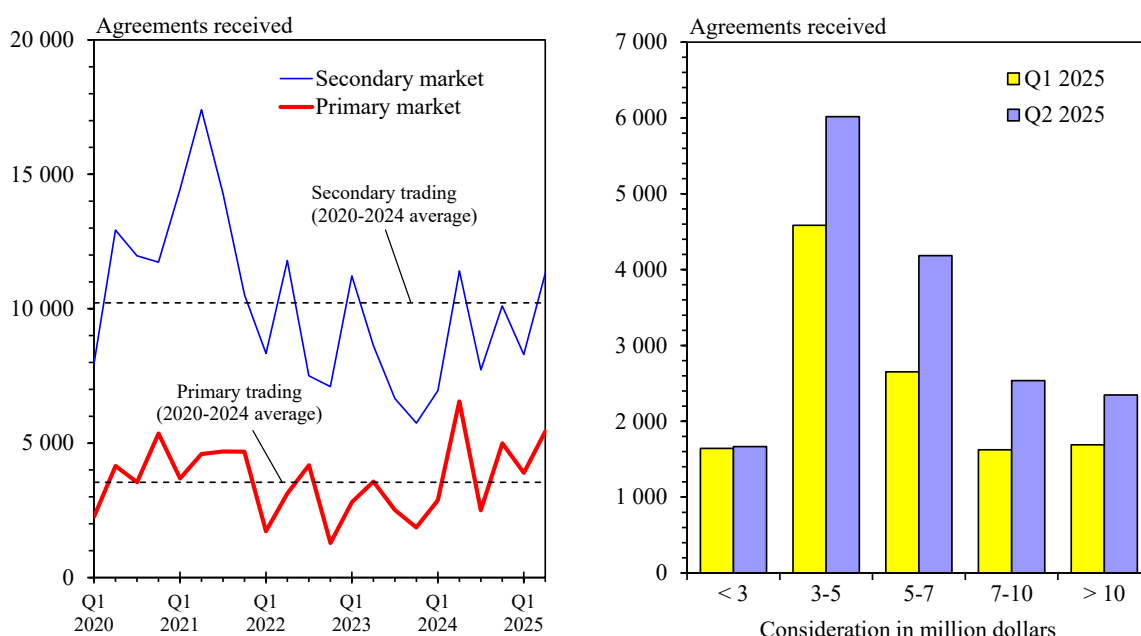 Agreements received
20 000
15 000
10 000
5 000
0
Secondary market
Primary market
Secondary trading
(2020-2024 average)
Primary trading
(2020-2024 average)
Q1 Q1 Q1 Q1 Q1 Q1
2020 2021 2022 2023 2024 2025
Agreements received
7 000
6 000
5 000
4 000
3 000
2 000
1 000
0
Q1 2025
Q2 2025
< 3 3-5 5-7 7-10 > 10
Consideration in million dollars